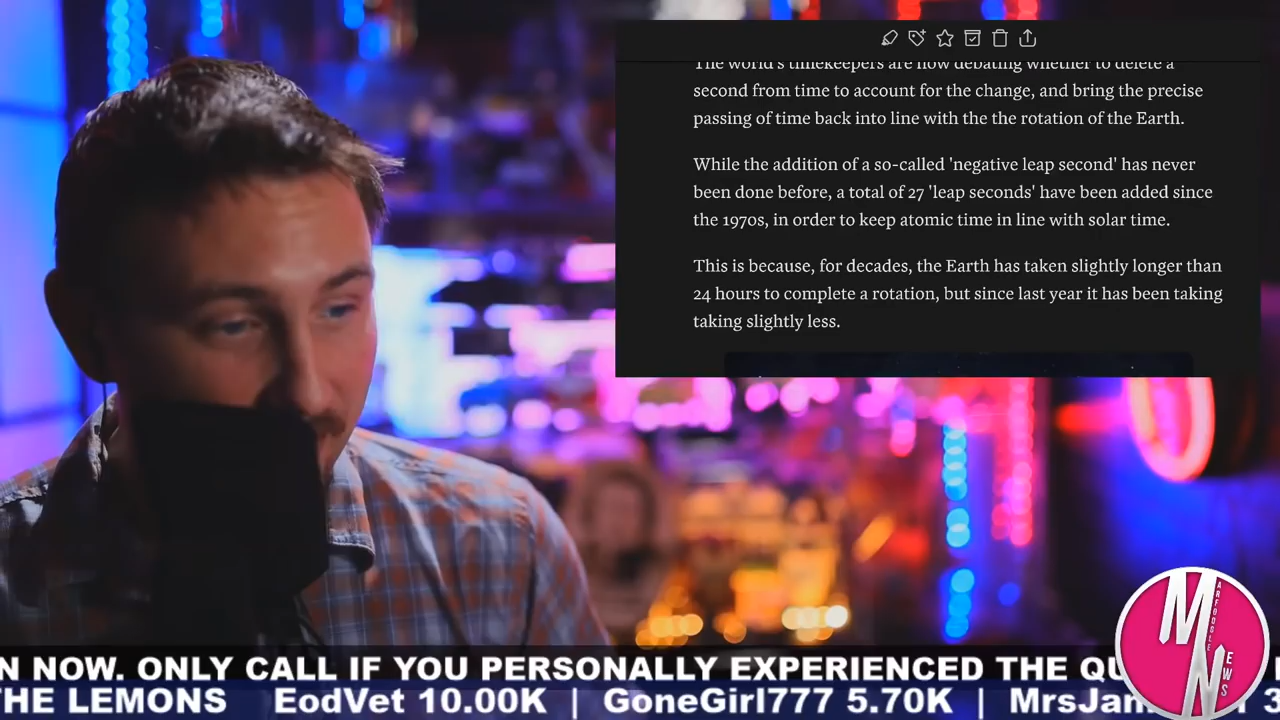 The world's timekeepers are now debating whether to delete a
second from time to account for the change, and bring the precise
passing of time back into line with the the rotation of the Earth.
While the addition of a so-called 'negative leap second' has never
been done before, a total of 27 'leap seconds' have been added since
the 1970s, in order to keep atomic time in line with solar time.
This is because, for decades, the Earth has taken slightly longer than
24 hours to complete a rotation, but since last year it has been taking
taking slightly less.
N NOW. ONLY CALL IF YOU PERSONALLY EXPERIENCED THE QU
THE LEMONS EodVet 10.00K | GoneGirl777 5.70K | MrsJan
MARFOOGLE
NEWS